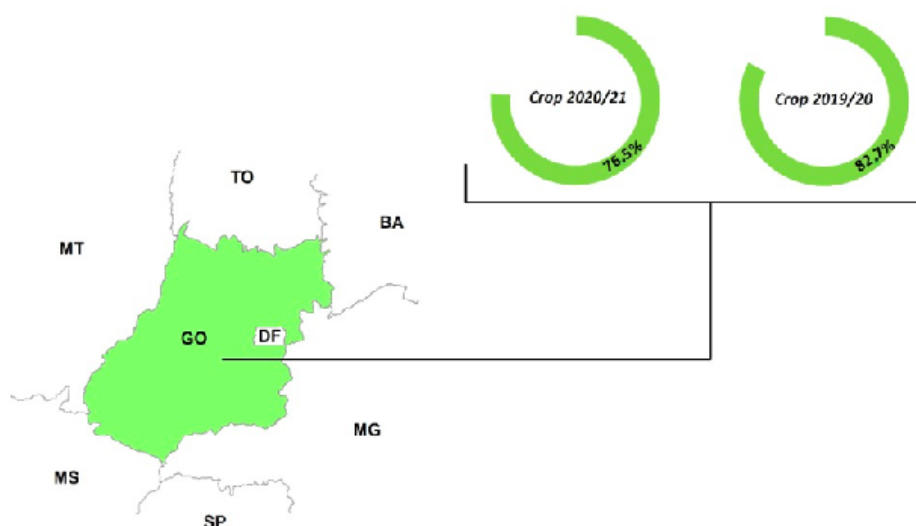 Crop 2020/21
76.5%
Crop 2019/20
82.7%
TO
BA
MT
GO
DF
MG
MS
SP